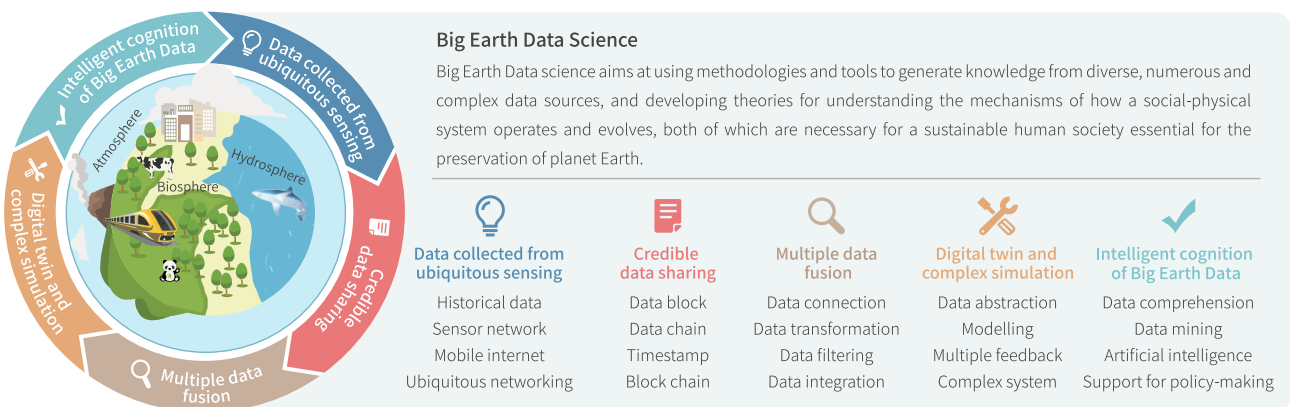 Intelligent cognition
of Big Earth Data
Data collected from
ubiquitous sensing
Credible
data sharing
Multiple data
fusion
Digital twin and
complex simulation
Atmosphere
Hydrosphere
Biosphere
Big Earth Data Science
Big Earth Data science aims at using methodologies and tools to generate knowledge from diverse, numerous and
complex data sources, and developing theories for understanding the mechanisms of how a social-physical
system operates and evolves, both of which are necessary for a sustainable human society essential for the
preservation of planet Earth.
Data collected from
ubiquitous sensing
Historical data
Sensor network
Mobile internet
Ubiquitous networking
Credible
data sharing
Data block
Data chain
Timestamp
Block chain
Multiple data
fusion
Data connection
Data transformation
Data filtering
Data integration
Digital twin and
complex simulation
Data abstraction
Modelling
Multiple feedback
Complex system
Intelligent cognition
of Big Earth Data
Data comprehension
Data mining
Artificial intelligence
Support for policy-making